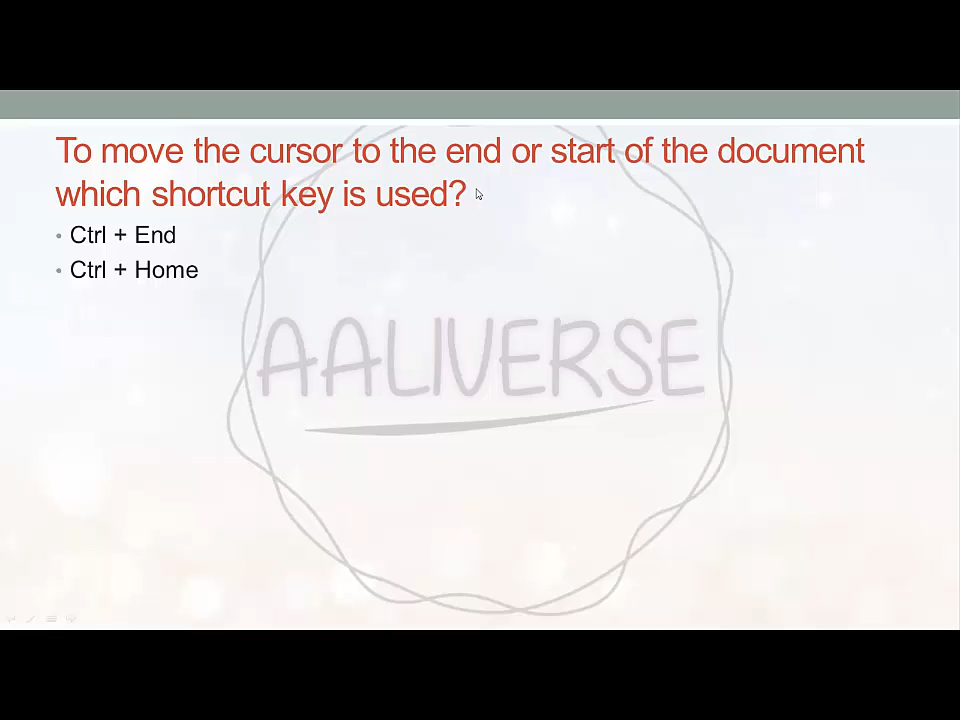 To move the cursor to the end or start of the document
which shortcut key is used?
• Ctrl + End
• Ctrl + Home
AALIVERSE